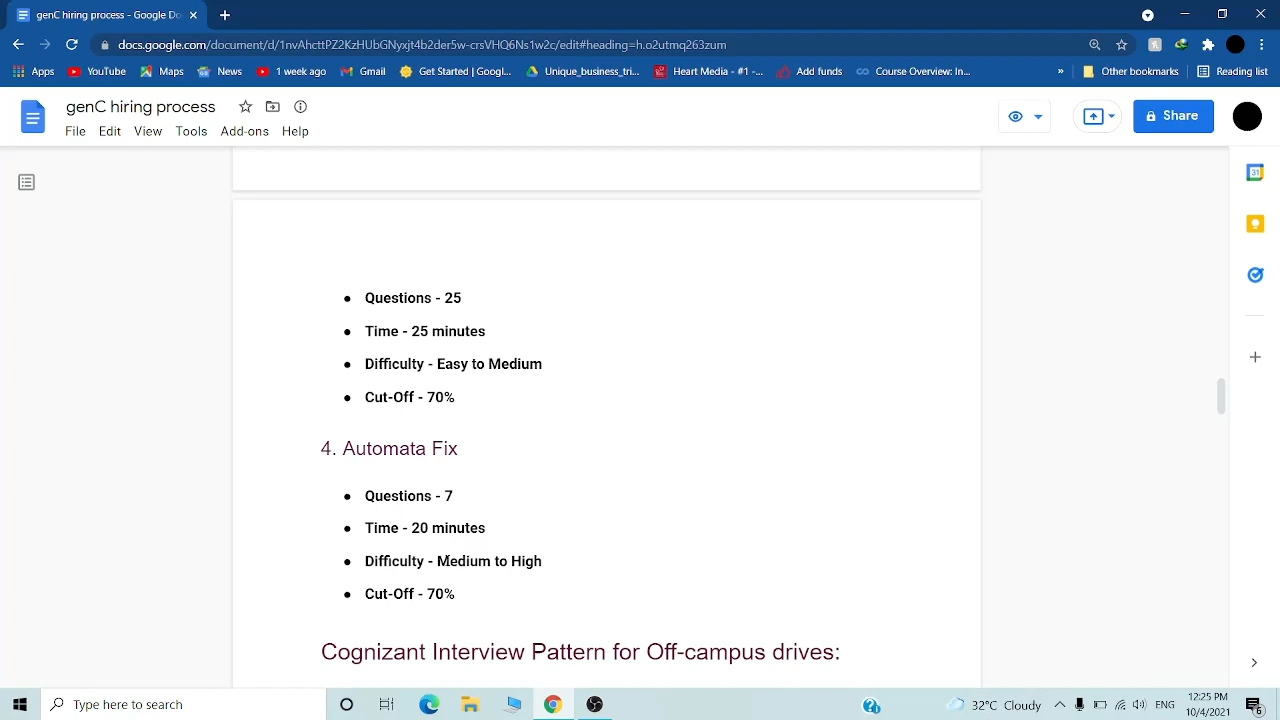 genC hiring process - Google Do
docs.google.com/document/d/1nvAhcttPZ2KzHUbGNyxjt4b2der5w-crsVHQ6Ns1w2c/edit#heading=h.o2utmq263zum
Apps YouTube Maps News 1 week ago Gmail Get Started | Googl... Unique_business_tri... Heart Media - #1 -... Add funds Course Overview: In... » Other bookmarks Reading list
genC hiring process
File Edit View Tools Add-ons Help
Share
31
• Questions - 25
• Time - 25 minutes
• Difficulty - Easy to Medium
• Cut-Off - 70%
4. Automata Fix
• Questions - 7
• Time - 20 minutes
• Difficulty - Medium to High
• Cut-Off - 70%
Cognizant Interview Pattern for Off-campus drives:
Type here to search
32°C Cloudy
ENG
12:25 PM
10/4/2021
6